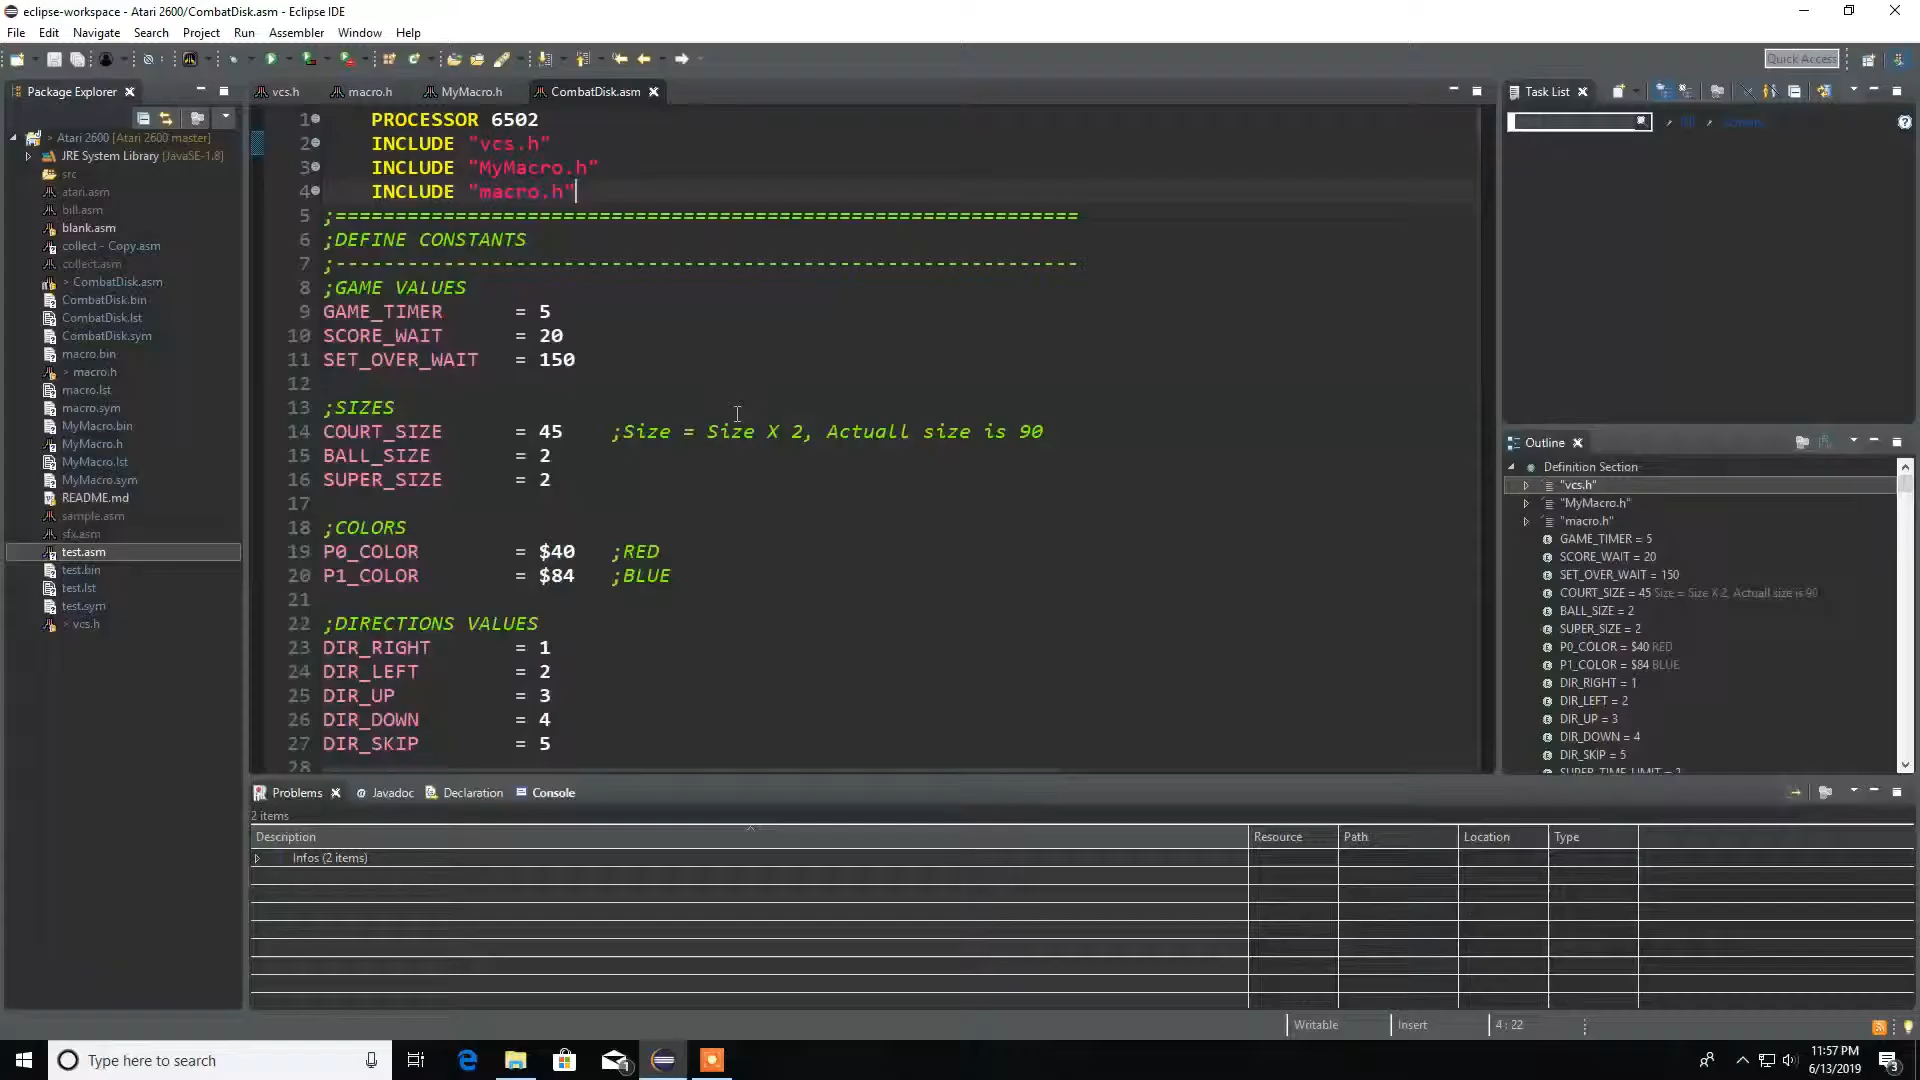 eclipse-workspace - Atari 2600/CombatDisk.asm - Eclipse IDE
File Edit Navigate Search Project Run Assembler Window Help
Quick Access
Package Explorer
> Atari 2600 [Atari 2600 master]
JRE System Library [JavaSE-1.8]
src
atari.asm
bill.asm
blank.asm
collect - Copy.asm
collect.asm
> CombatDisk.asm
CombatDisk.bin
CombatDisk.lst
CombatDisk.sym
macro.bin
> macro.h
macro.lst
macro.sym
MyMacro.bin
MyMacro.h
MyMacro.lst
MyMacro.sym
README.md
sample.asm
sfx.asm
test.asm
test.bin
test.lst
test.sym
> vcs.h
vcs.h macro.h MyMacro.h CombatDisk.asm
1 PROCESSOR 6502
2 INCLUDE "vcs.h"
3 INCLUDE "MyMacro.h"
4 INCLUDE "macro.h"
5 ;==============================================================
6 ;DEFINE CONSTANTS
7 ;--------------------------------------------------------------
8 ;GAME VALUES
9 GAME_TIMER = 5
10 SCORE_WAIT = 20
11 SET_OVER_WAIT = 150
12
13 ;SIZES
14 COURT_SIZE = 45 ;Size = Size X 2, Actuall size is 90
15 BALL_SIZE = 2
16 SUPER_SIZE = 2
17
18 ;COLORS
19 P0_COLOR = $40 ;RED
20 P1_COLOR = $84 ;BLUE
21
22 ;DIRECTIONS VALUES
23 DIR_RIGHT = 1
24 DIR_LEFT = 2
25 DIR_UP = 3
26 DIR_DOWN = 4
27 DIR_SKIP = 5
28
Task List
Outline
Definition Section
"vcs.h"
"MyMacro.h"
"macro.h"
GAME_TIMER = 5
SCORE_WAIT = 20
SET_OVER_WAIT = 150
COURT_SIZE = 45 Size = Size X 2, Actuall size is 90
BALL_SIZE = 2
SUPER_SIZE = 2
P0_COLOR = $40 RED
P1_COLOR = $84 BLUE
DIR_RIGHT = 1
DIR_LEFT = 2
DIR_UP = 3
DIR_DOWN = 4
DIR_SKIP = 5
SUPER_TIME_LIMIT = 2
Problems Javadoc Declaration Console
2 items
Description Resource Path Location Type
Infos (2 items)
Writable Insert 4 : 22
Type here to search
11:57 PM
6/13/2019